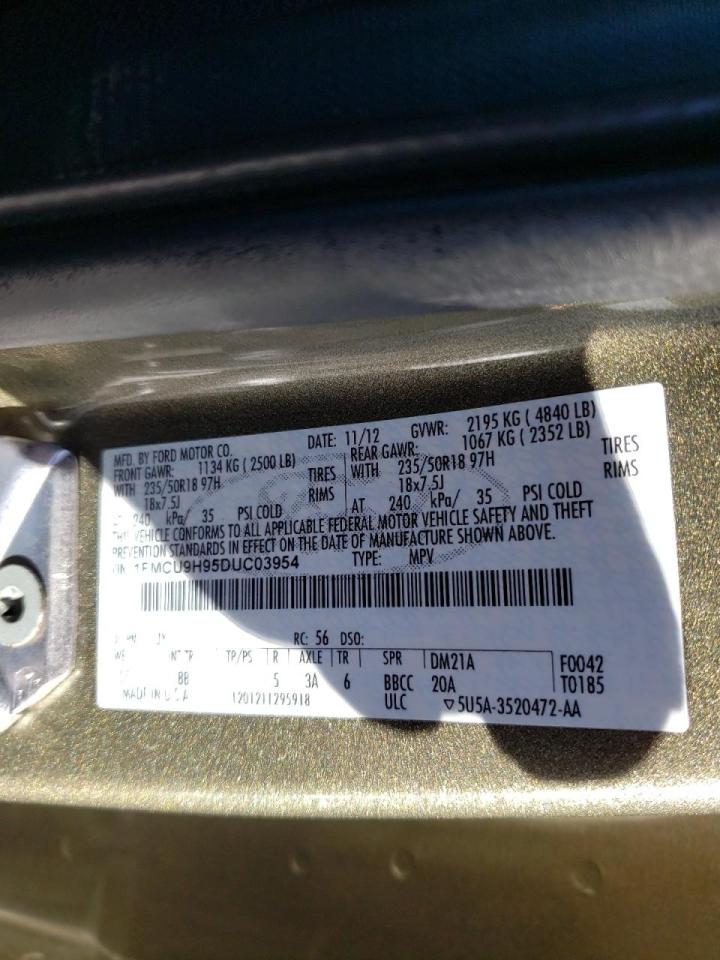 MFD. BY FORD MOTOR CO. DATE: 11/12 GVWR: 2195 KG ( 4840 LB)
FRONT GAWR: 1134 KG ( 2500 LB) REAR GAWR: 1067 KG ( 2352 LB)
WITH 235/50R18 97H TIRES WITH 235/50R18 97H TIRES
18x7.5J RIMS 18x7.5J RIMS
AT 240 kPa/ 35 PSI COLD AT 240 kPa/ 35 PSI COLD
THIS VEHICLE CONFORMS TO ALL APPLICABLE FEDERAL MOTOR VEHICLE SAFETY AND THEFT
PREVENTION STANDARDS IN EFFECT ON THE DATE OF MANUFACTURE SHOWN ABOVE.
VIN: 1FMCU9H95DUC03954 TYPE: MPV
RC: 56 DSO:
INT TR TP/PS R AXLE TR SPR DM21A F0042
BB 5 3A 6 BBCC 20A T0185
MADE IN U.S.A. 1201211295918 ULC ▽5U5A-3520472-AA